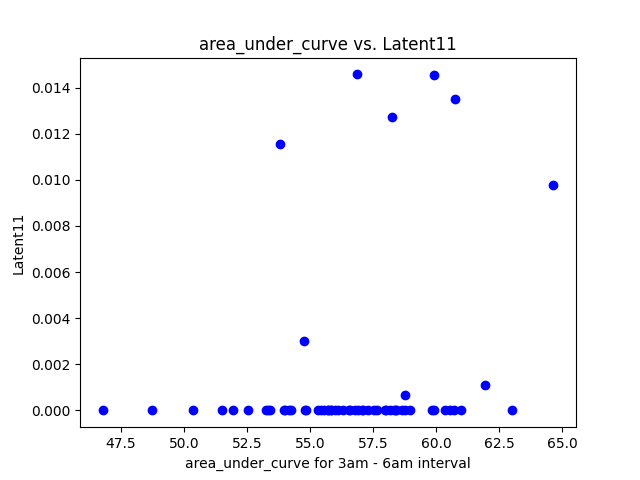 area_under_curve vs. Latent11
0.014
0.012
0.010
0.008
0.006
0.004
0.002
0.000
Latent11
47.5 50.0 52.5 55.0 57.5 60.0 62.5 65.0
area_under_curve for 3am - 6am interval